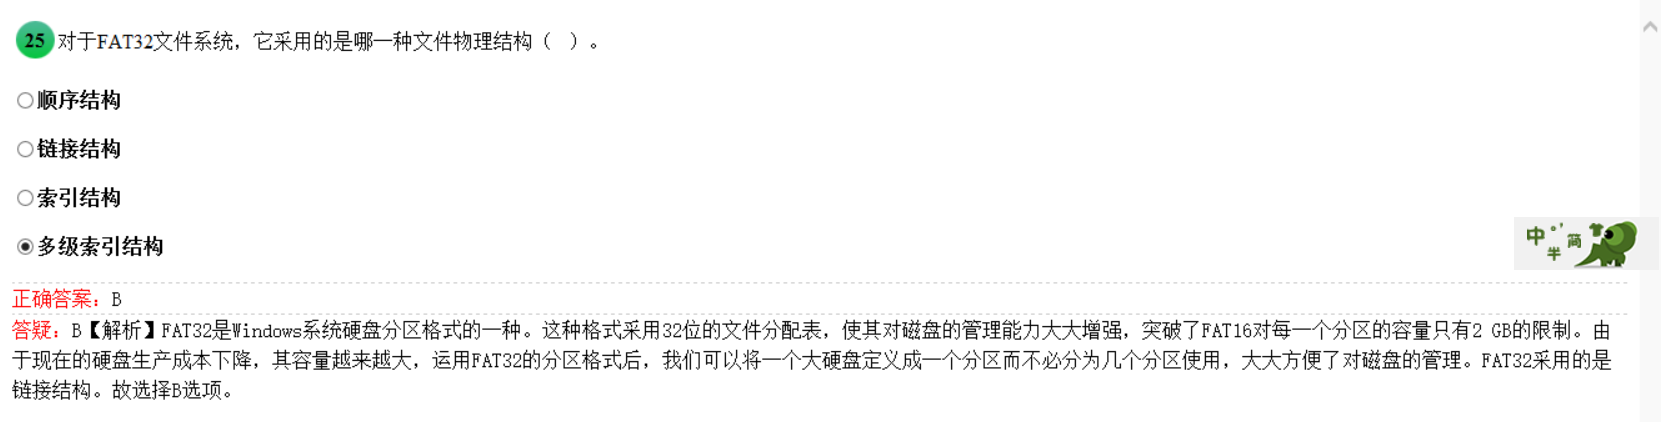 25 对于FAT32文件系统，它采用的是哪一种文件物理结构（  ）。
顺序结构
链接结构
索引结构
多级索引结构
中 °’ 半 简
正确答案：B
答疑：B【解析】FAT32是Windows系统硬盘分区格式的一种。这种格式采用32位的文件分配表，使其对磁盘的管理能力大大增强，突破了FAT16对每一个分区的容量只有2 GB的限制。由
于现在的硬盘生产成本下降，其容量越来越大，运用FAT32的分区格式后，我们可以将一个大硬盘定义成一个分区而不必分为几个分区使用，大大方便了对磁盘的管理。FAT32采用的是
链接结构。故选择B选项。